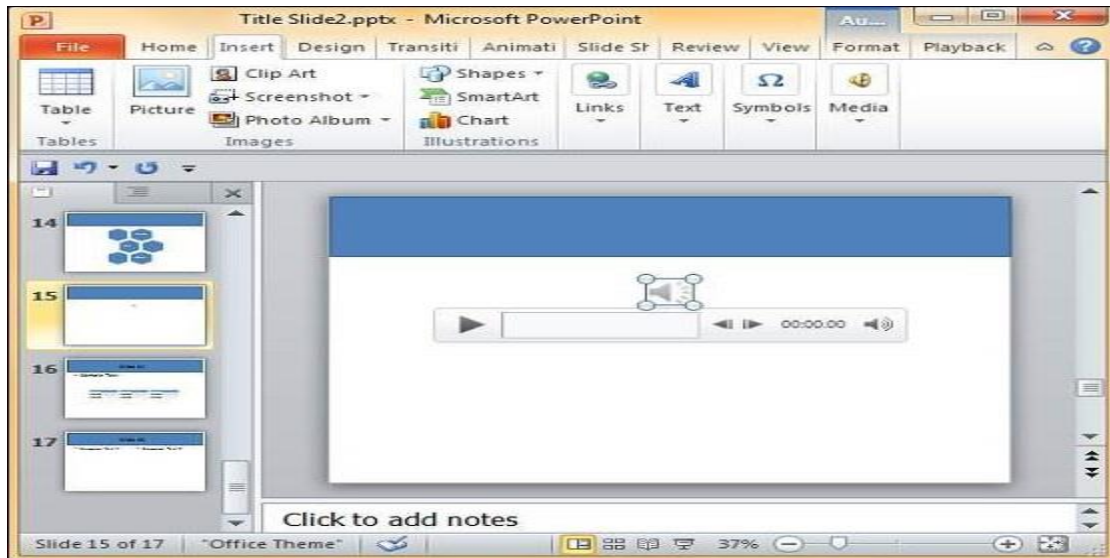 Title Slide2.pptx - Microsoft PowerPoint Au...
File Home Insert Design Transiti Animati Slide Sh Review View Format Playback
Clip Art
Screenshot
Photo Album
Shapes
SmartArt
Chart
Table Picture Links Text Symbols Media
Tables Images Illustrations
14
15
00:00.00
16
17
Click to add notes
Slide 15 of 17 "Office Theme" 37%